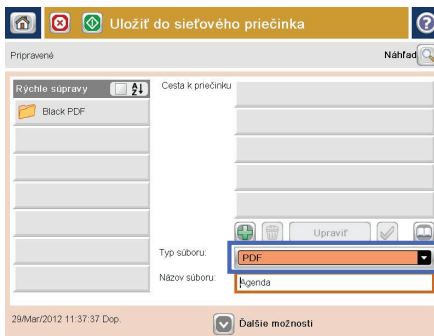 Uložiť do sieťového priečinka
Pripravené
Náhľad
Rýchle súpravy
Cesta k priečinku
Black PDF
Upraviť
Typ súboru:
PDF
Názov súboru:
Agenda
29/Mar/2012 11:37:37 Dop.
Ďalšie možnosti